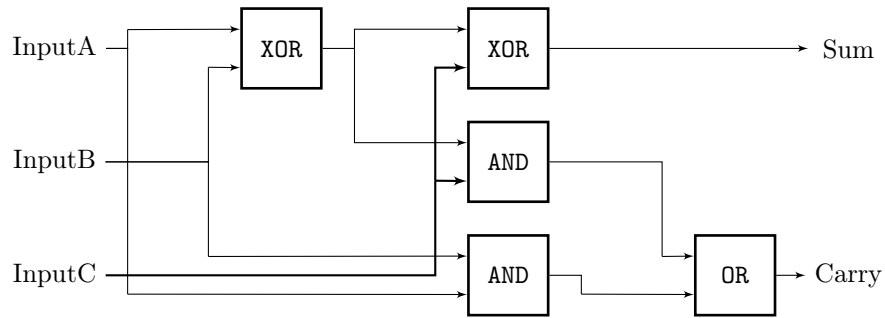 InputA XOR XOR Sum
InputB AND
InputC AND OR Carry